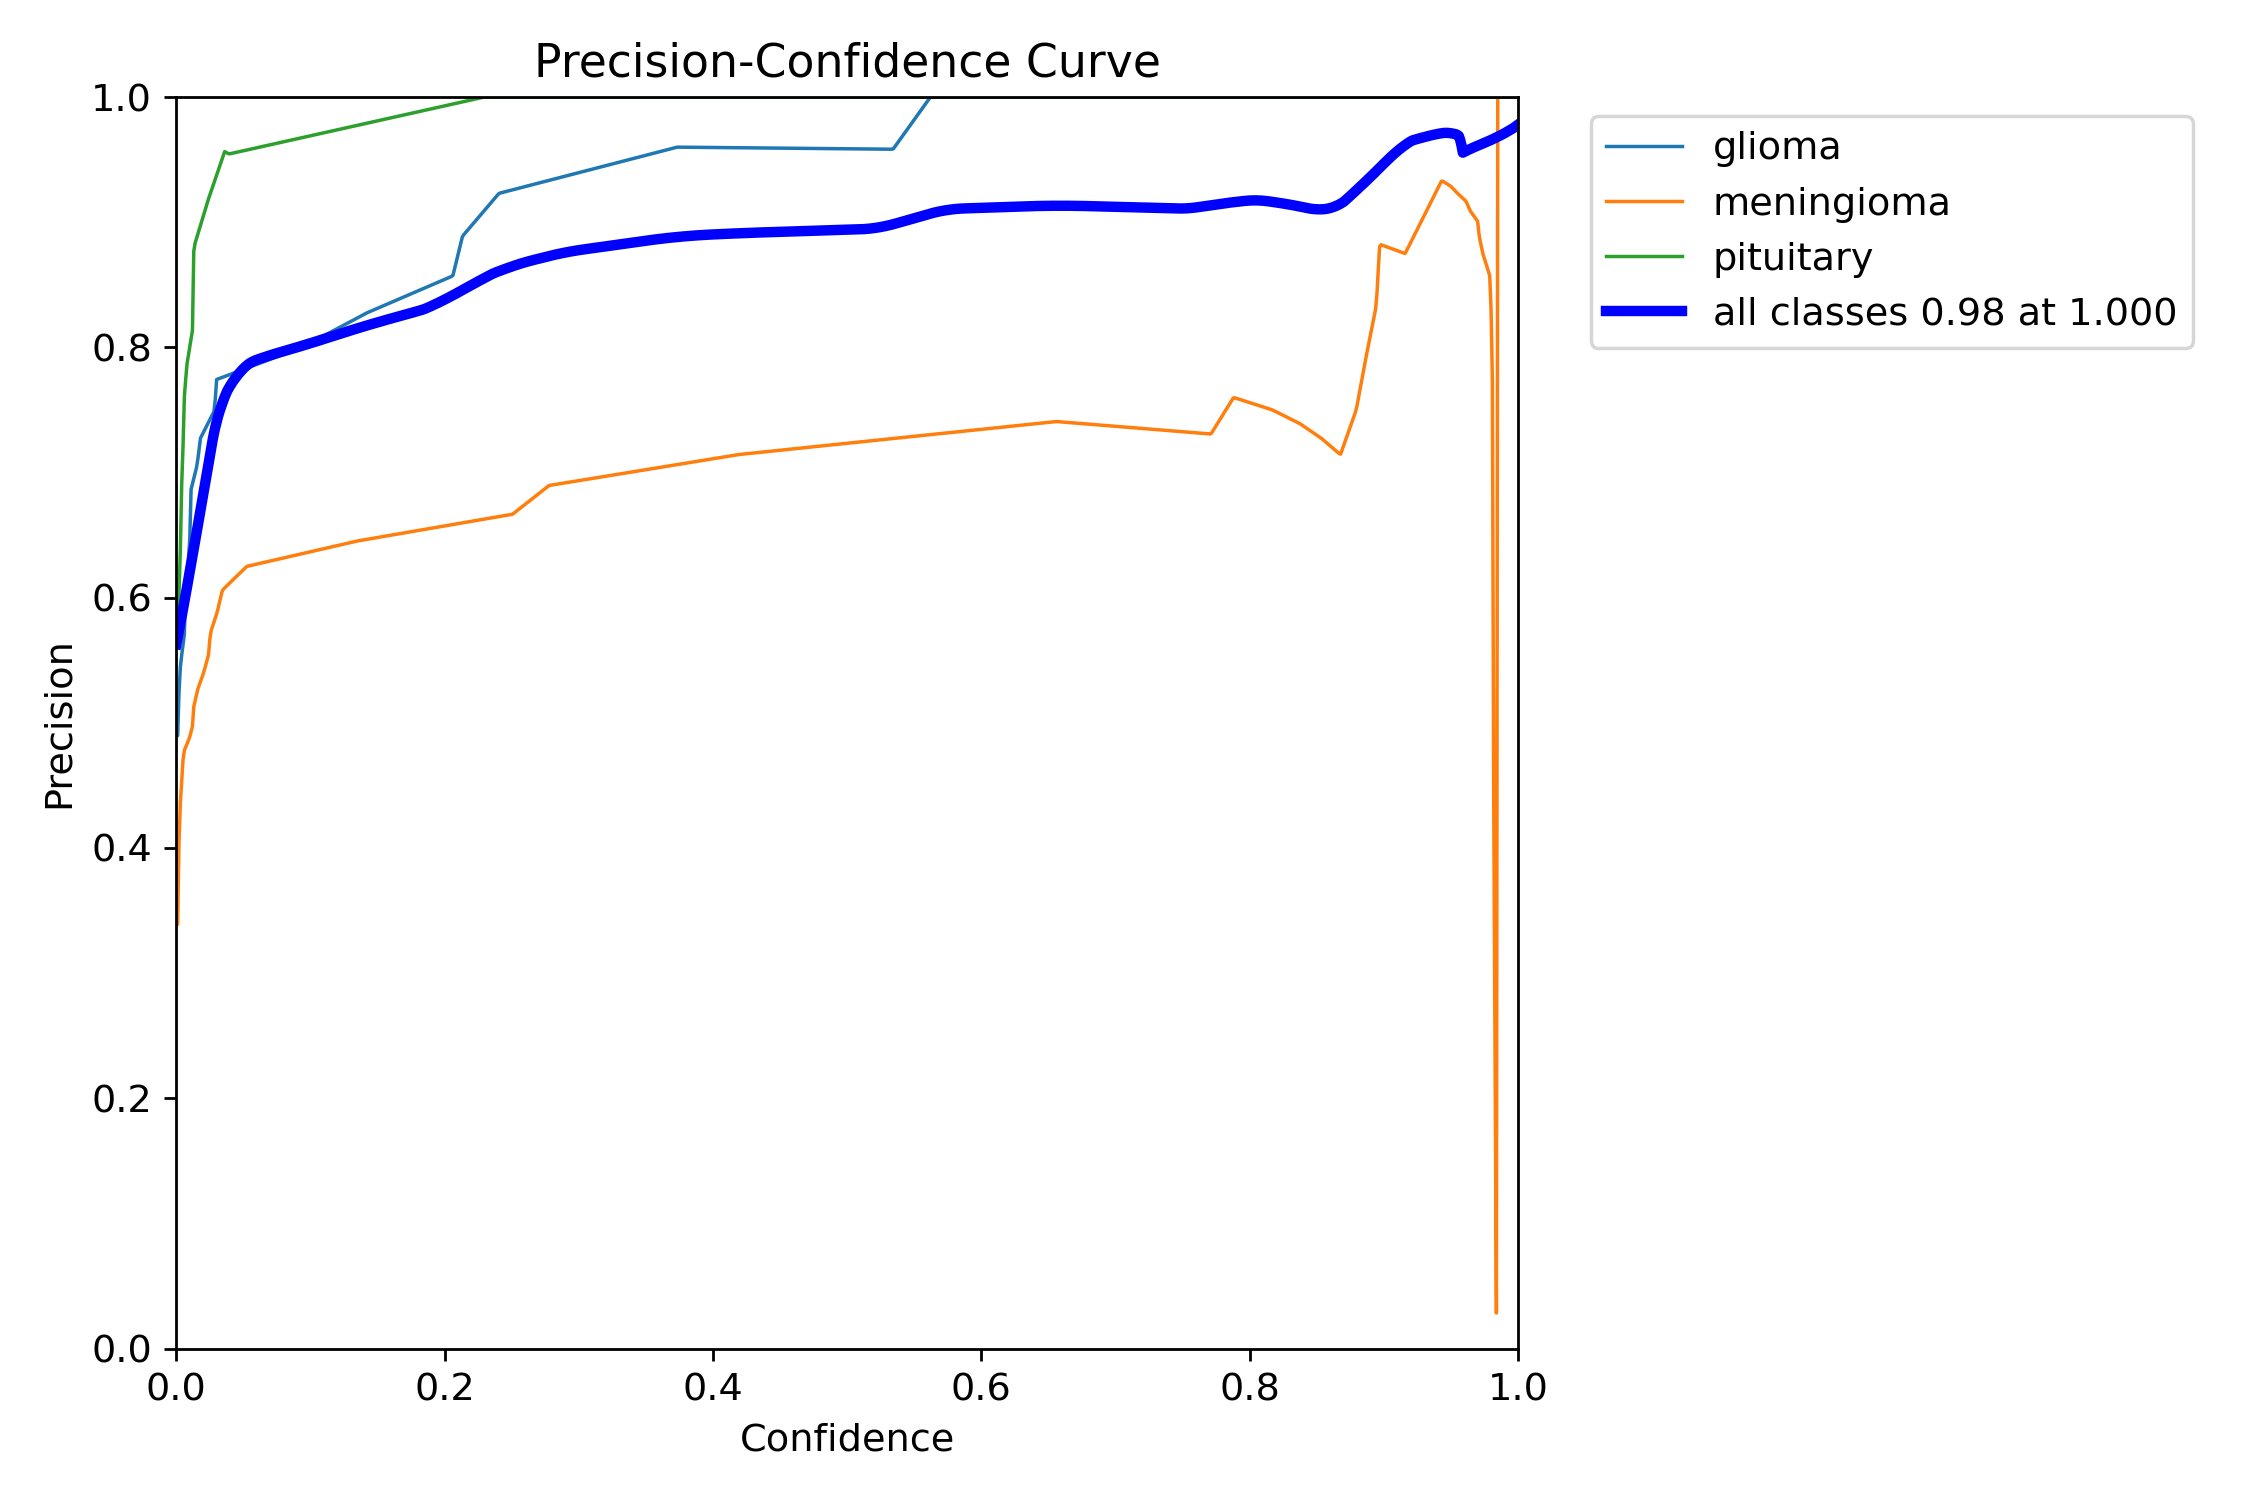 Precision-Confidence Curve
1.0
0.8
0.6
0.4
0.2
0.0
Precision
0.0 0.2 0.4 0.6 0.8 1.0
Confidence
glioma
meningioma
pituitary
all classes 0.98 at 1.000